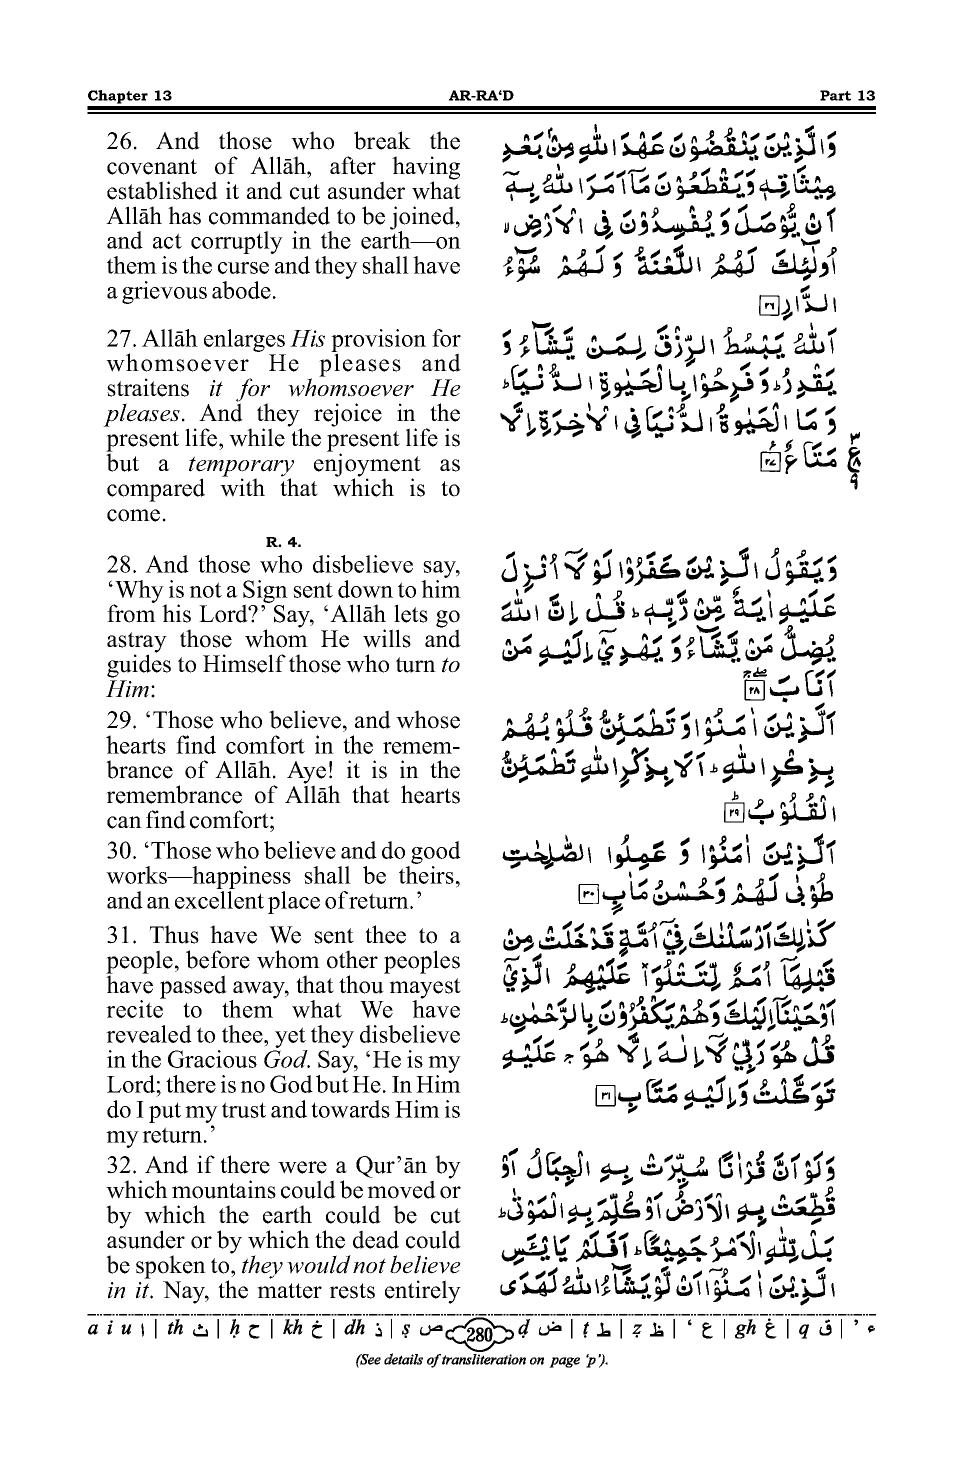 Chapter 13 AR-RA‘D Part 13
26. And those who break the
covenant of Allāh, after having
established it and cut asunder what
Allāh has commanded to be joined,
and act corruptly in the earth—on
them is the curse and they shall have
a grievous abode.
27. Allāh enlarges His provision for
whomsoever He pleases and
straitens it for whomsoever He
pleases. And they rejoice in the
present life, while the present life is
but a temporary enjoyment as
compared with that which is to
come.
R. 4.
28. And those who disbelieve say,
‘Why is not a Sign sent down to him
from his Lord?’ Say, ‘Allāh lets go
astray those whom He wills and
guides to Himself those who turn to
Him:
29. ‘Those who believe, and whose
hearts find comfort in the remem-
brance of Allāh. Aye! it is in the
remembrance of Allāh that hearts
can find comfort;
30. ‘Those who believe and do good
works—happiness shall be theirs,
and an excellent place of return.’
31. Thus have We sent thee to a
people, before whom other peoples
have passed away, that thou mayest
recite to them what We have
revealed to thee, yet they disbelieve
in the Gracious God. Say, ‘He is my
Lord; there is no God but He. In Him
do I put my trust and towards Him is
my return.’
32. And if there were a Qur’ān by
which mountains could be moved or
by which the earth could be cut
asunder or by which the dead could
be spoken to, they would not believe
in it. Nay, the matter rests entirely
وَالَّذِيْنَ يَنْقُضُوْنَ عَهْدَ اللّٰهِ مِنْۢ بَعْدِ
مِيْثَاقِهٖ وَيَقْطَعُوْنَ مَاۤ اَمَرَ اللّٰهُ بِهٖۤ
اَنْ يُّوْصَلَ وَ يُفْسِدُوْنَ فِى الْاَرْضِ ۙ
اُولٰٓئِكَ لَهُمُ اللَّعْنَةُ وَ لَهُمْ سُوْٓءُ
الدَّارِ ﴿۲۶﴾
اَللّٰهُ يَبْسُطُ الرِّزْقَ لِمَنْ يَّشَآءُ وَ
يَقْدِرُ ؕ وَ فَرِحُوْا بِالْحَيٰوةِ الدُّنْيَا ؕ
وَ مَا الْحَيٰوةُ الدُّنْيَا فِى الْاٰخِرَةِ اِلَّا
مَتَاعٌ ﴿۲۷﴾ ۳ ع ۸ ۹
وَيَقُوْلُ الَّذِيْنَ كَفَرُوْا لَوْ لَاۤ اُنْزِلَ
عَلَيْهِ اٰيَةٌ مِّنْ رَّبِّهٖ ؕ قُلْ اِنَّ اللّٰهَ
يُضِلُّ مَنْ يَّشَآءُ وَ يَهْدِيْۤ اِلَيْهِ مَنْ
اَنَابَ ﴿۲۸﴾
اَلَّذِيْنَ اٰمَنُوْا وَ تَطْمَئِنُّ قُلُوْبُهُمْ
بِذِكْرِ اللّٰهِ ؕ اَلَا بِذِكْرِ اللّٰهِ تَطْمَئِنُّ
الْقُلُوْبُ ﴿۲۹﴾
اَلَّذِيْنَ اٰمَنُوْا وَ عَمِلُوا الصّٰلِحٰتِ
طُوْبٰى لَهُمْ وَحُسْنُ مَاٰبٍ ﴿۳۰﴾
كَذٰلِكَ اَرْسَلْنٰكَ فِيْۤ اُمَّةٍ قَدْ خَلَتْ مِنْ
قَبْلِهَاۤ اُمَمٌ لِّتَتْلُوَا۠ عَلَيْهِمُ الَّذِيْۤ
اَوْحَيْنَاۤ اِلَيْكَ وَهُمْ يَكْفُرُوْنَ بِالرَّحْمٰنِ ؕ
قُلْ هُوَ رَبِّيْ لَاۤ اِلٰهَ اِلَّا هُوَ ۚ عَلَيْهِ
تَوَكَّلْتُ وَ اِلَيْهِ مَتَابِ ﴿۳۱﴾
وَلَوْ اَنَّ قُرْاٰنًا سُيِّرَتْ بِهِ الْجِبَالُ اَوْ
قُطِّعَتْ بِهِ الْاَرْضُ اَوْ كُلِّمَ بِهِ الْمَوْتٰى ؕ
بَلْ لِّلّٰهِ الْاَمْرُ جَمِيْعًا ؕ اَفَلَمْ يَايْـَٔسِ
الَّذِيْنَ اٰمَنُوْۤا اَنْ لَّوْ يَشَآءُ اللّٰهُ لَهَدَى
a i u ا | th ث | ḥ ح | kh خ | dh ذ | ṣ ص 280 ḍ ض | ṭ ط | ẓ ظ | ‘ ع | gh غ | q ق | ’ ء
(See details of transliteration on page ‘p’).